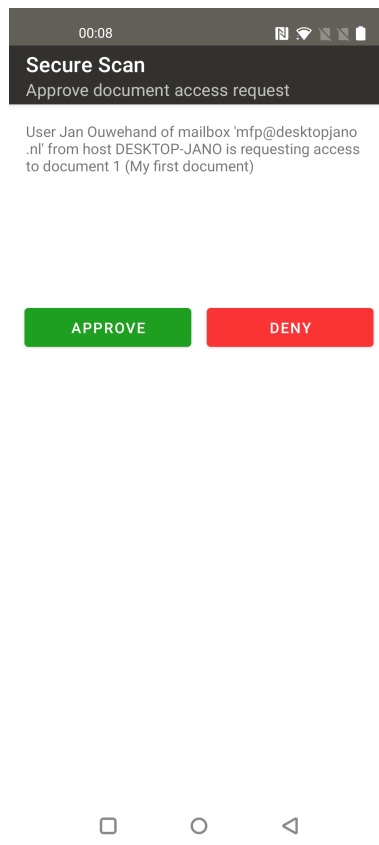 00:08
Secure Scan
Approve document access request
User Jan Ouwehand of mailbox 'mfp@desktopjano
.nl' from host DESKTOP-JANO is requesting access
to document 1 (My first document)
APPROVE DENY